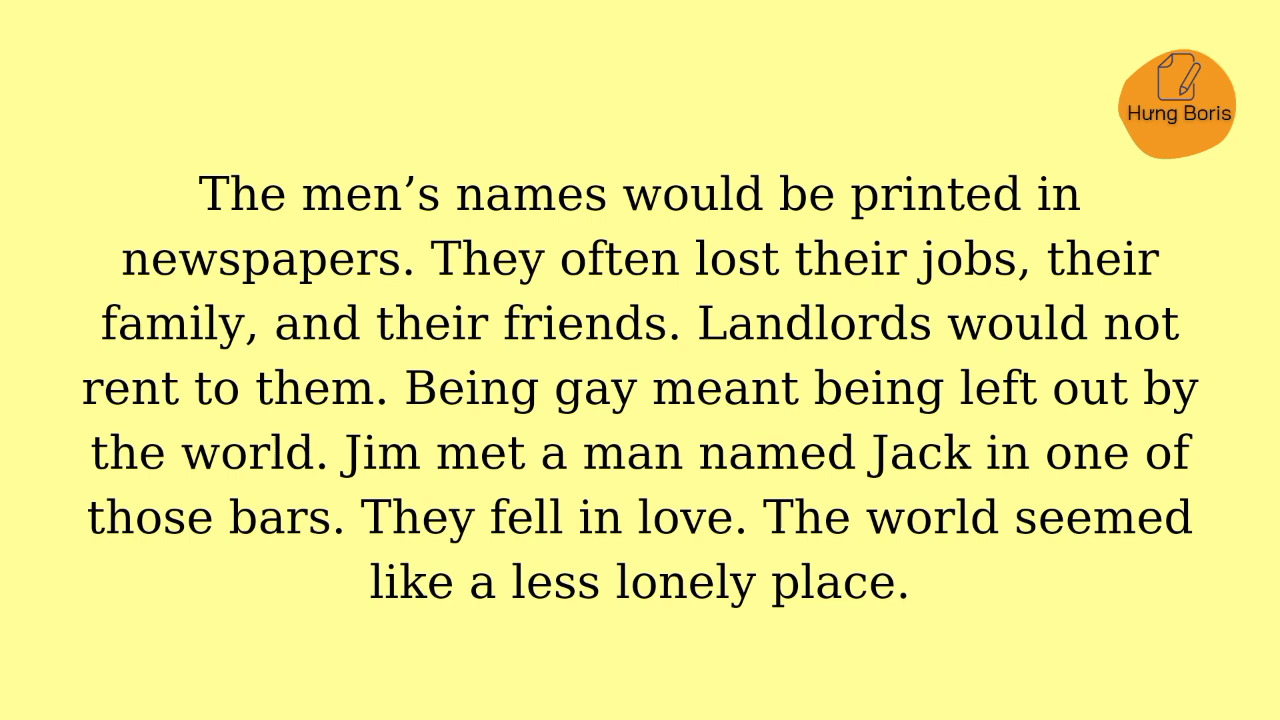 Hưng Boris
The men’s names would be printed in
newspapers. They often lost their jobs, their
family, and their friends. Landlords would not
rent to them. Being gay meant being left out by
the world. Jim met a man named Jack in one of
those bars. They fell in love. The world seemed
like a less lonely place.